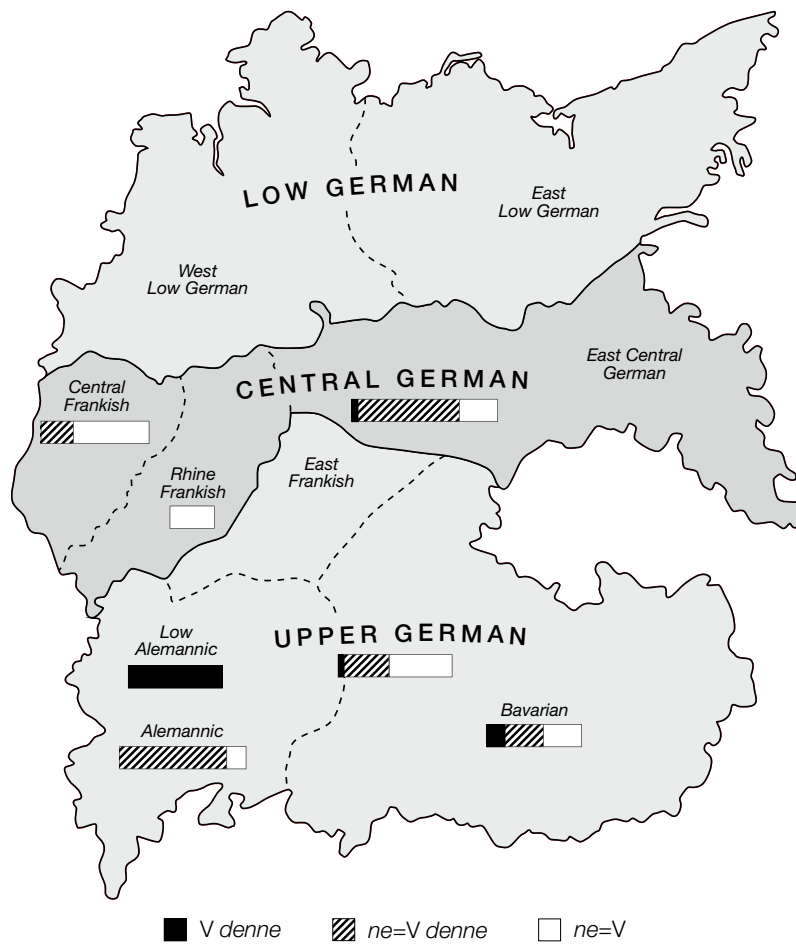 LOW GERMAN
East
Low German
West
Low German
Central
Frankish
CENTRAL GERMAN
East Central
German
Rhine
Frankish
East
Frankish
Low
Alemannic
UPPER GERMAN
Alemannic
Bavarian
V denne
ne=V denne
ne=V